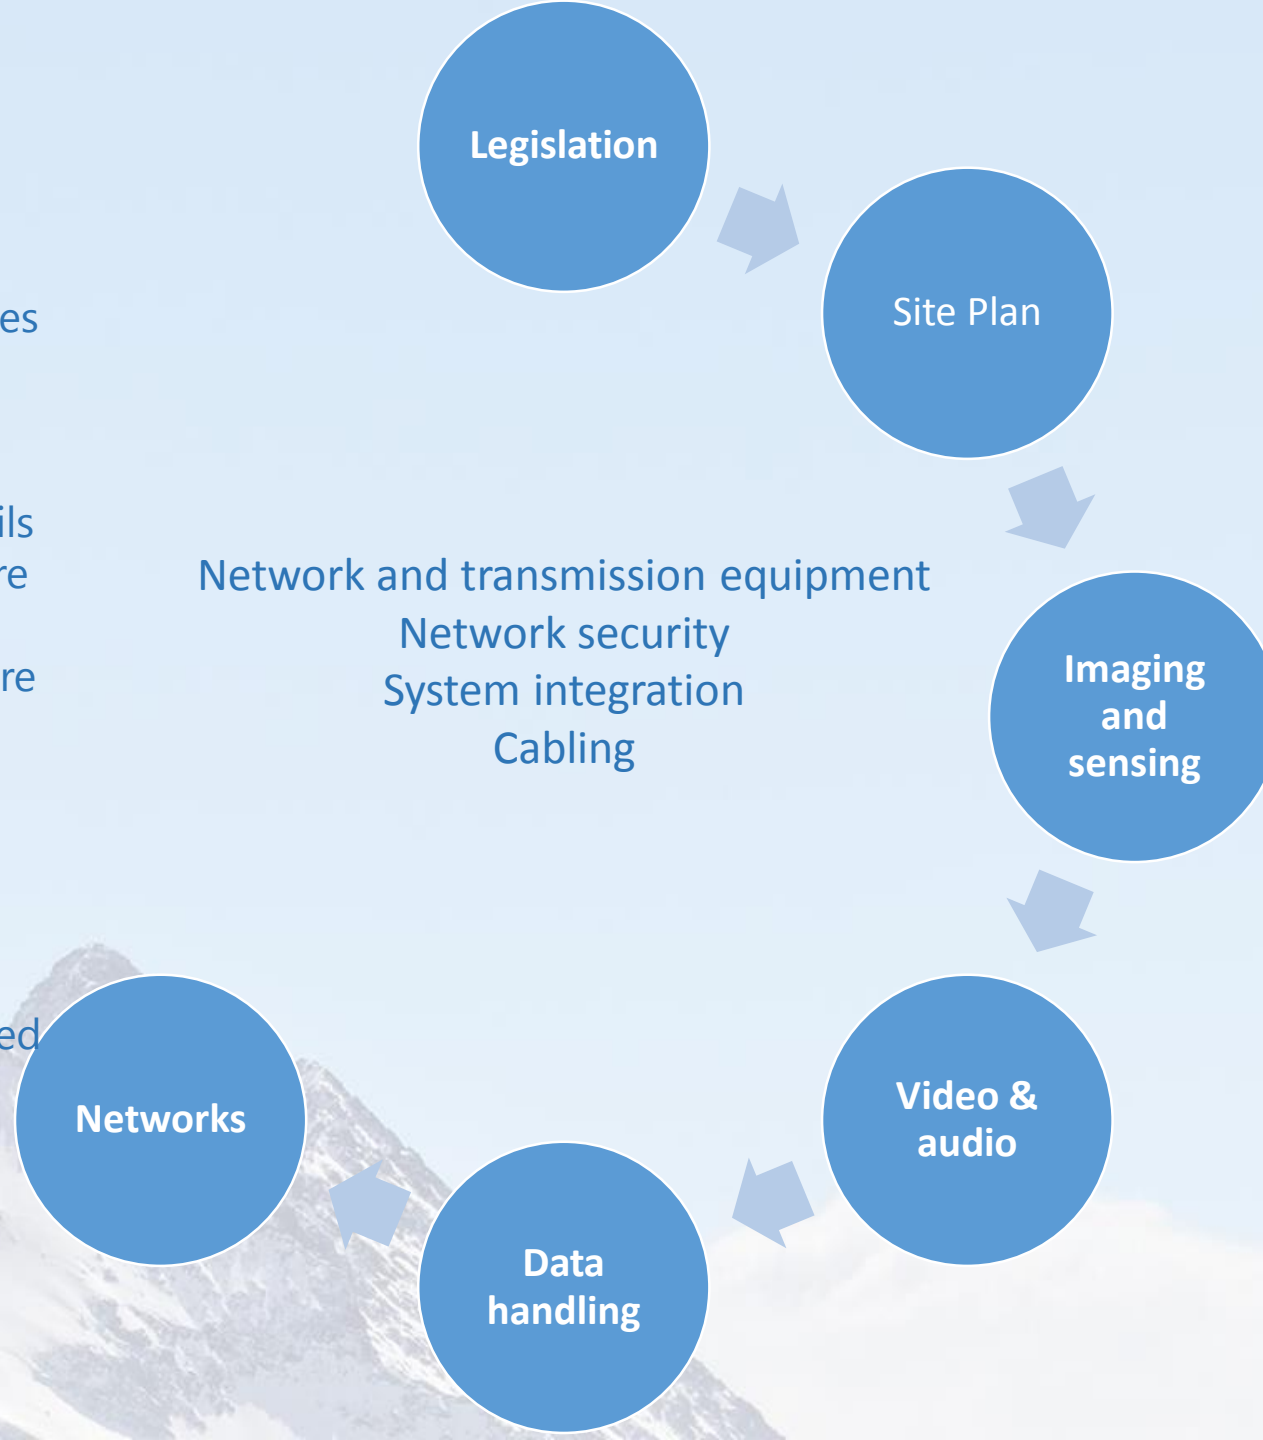 Legislation
Site Plan
Network and transmission equipment
Network security
System integration
Cabling
Imaging
and
sensing
Video &
audio
Data
handling
Networks